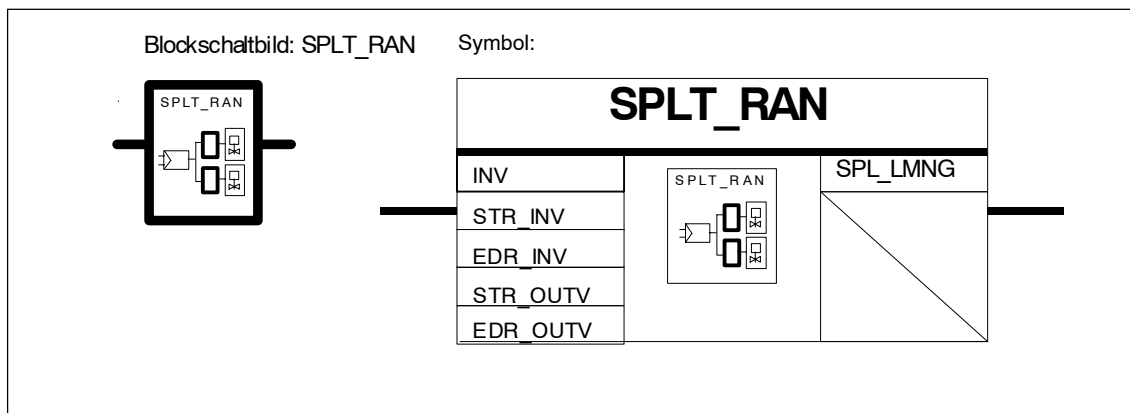 Blockschaltbild: SPLT_RAN Symbol:
SPLT_RAN
SPLT_RAN
INV
SPLT_RAN
SPL_LMNG
STR_INV
EDR_INV
STR_OUTV
EDR_OUTV